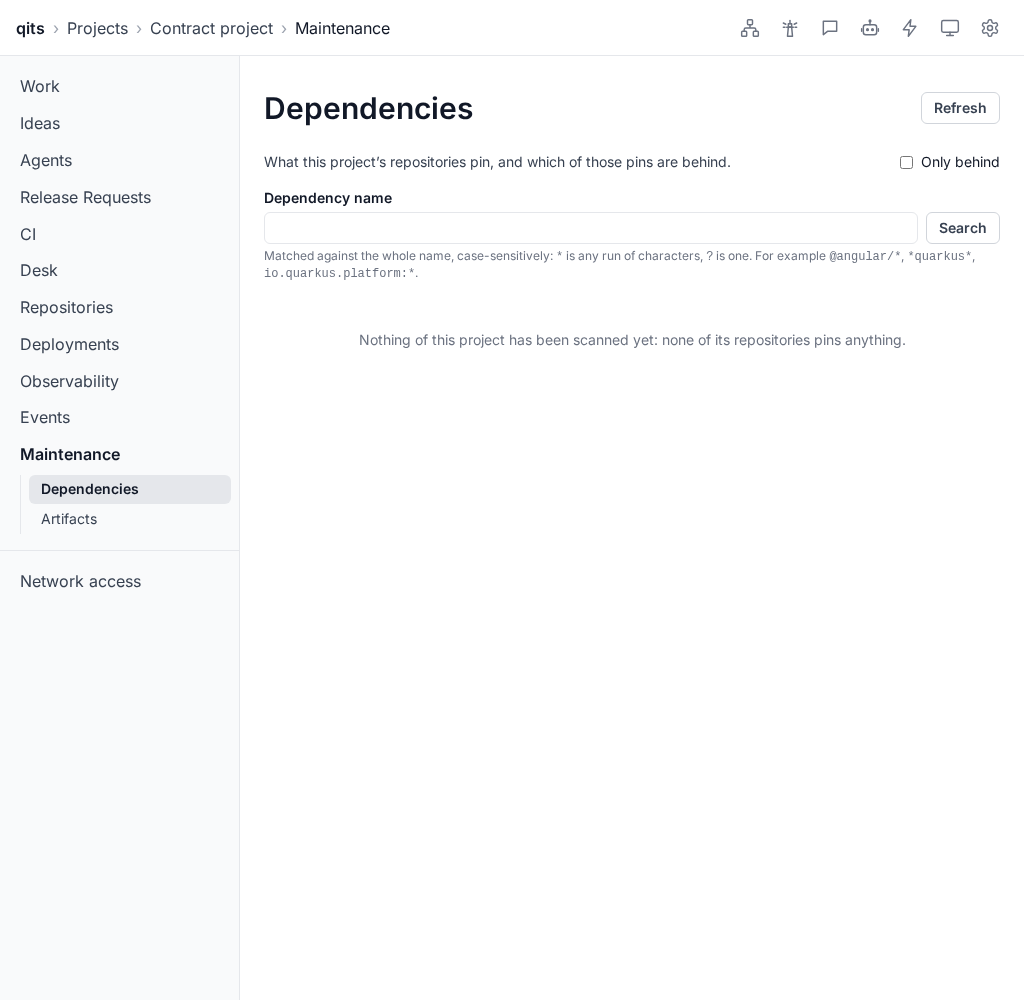 qits › Projects › Contract project › Maintenance
Work
Ideas
Agents
Release Requests
CI
Desk
Repositories
Deployments
Observability
Events
Maintenance
Dependencies
Artifacts
Network access
Dependencies
Refresh
What this project’s repositories pin, and which of those pins are behind.
Only behind
Dependency name
Search
Matched against the whole name, case-sensitively: * is any run of characters, ? is one. For example @angular/*, *quarkus*,
io.quarkus.platform:*.
Nothing of this project has been scanned yet: none of its repositories pins anything.